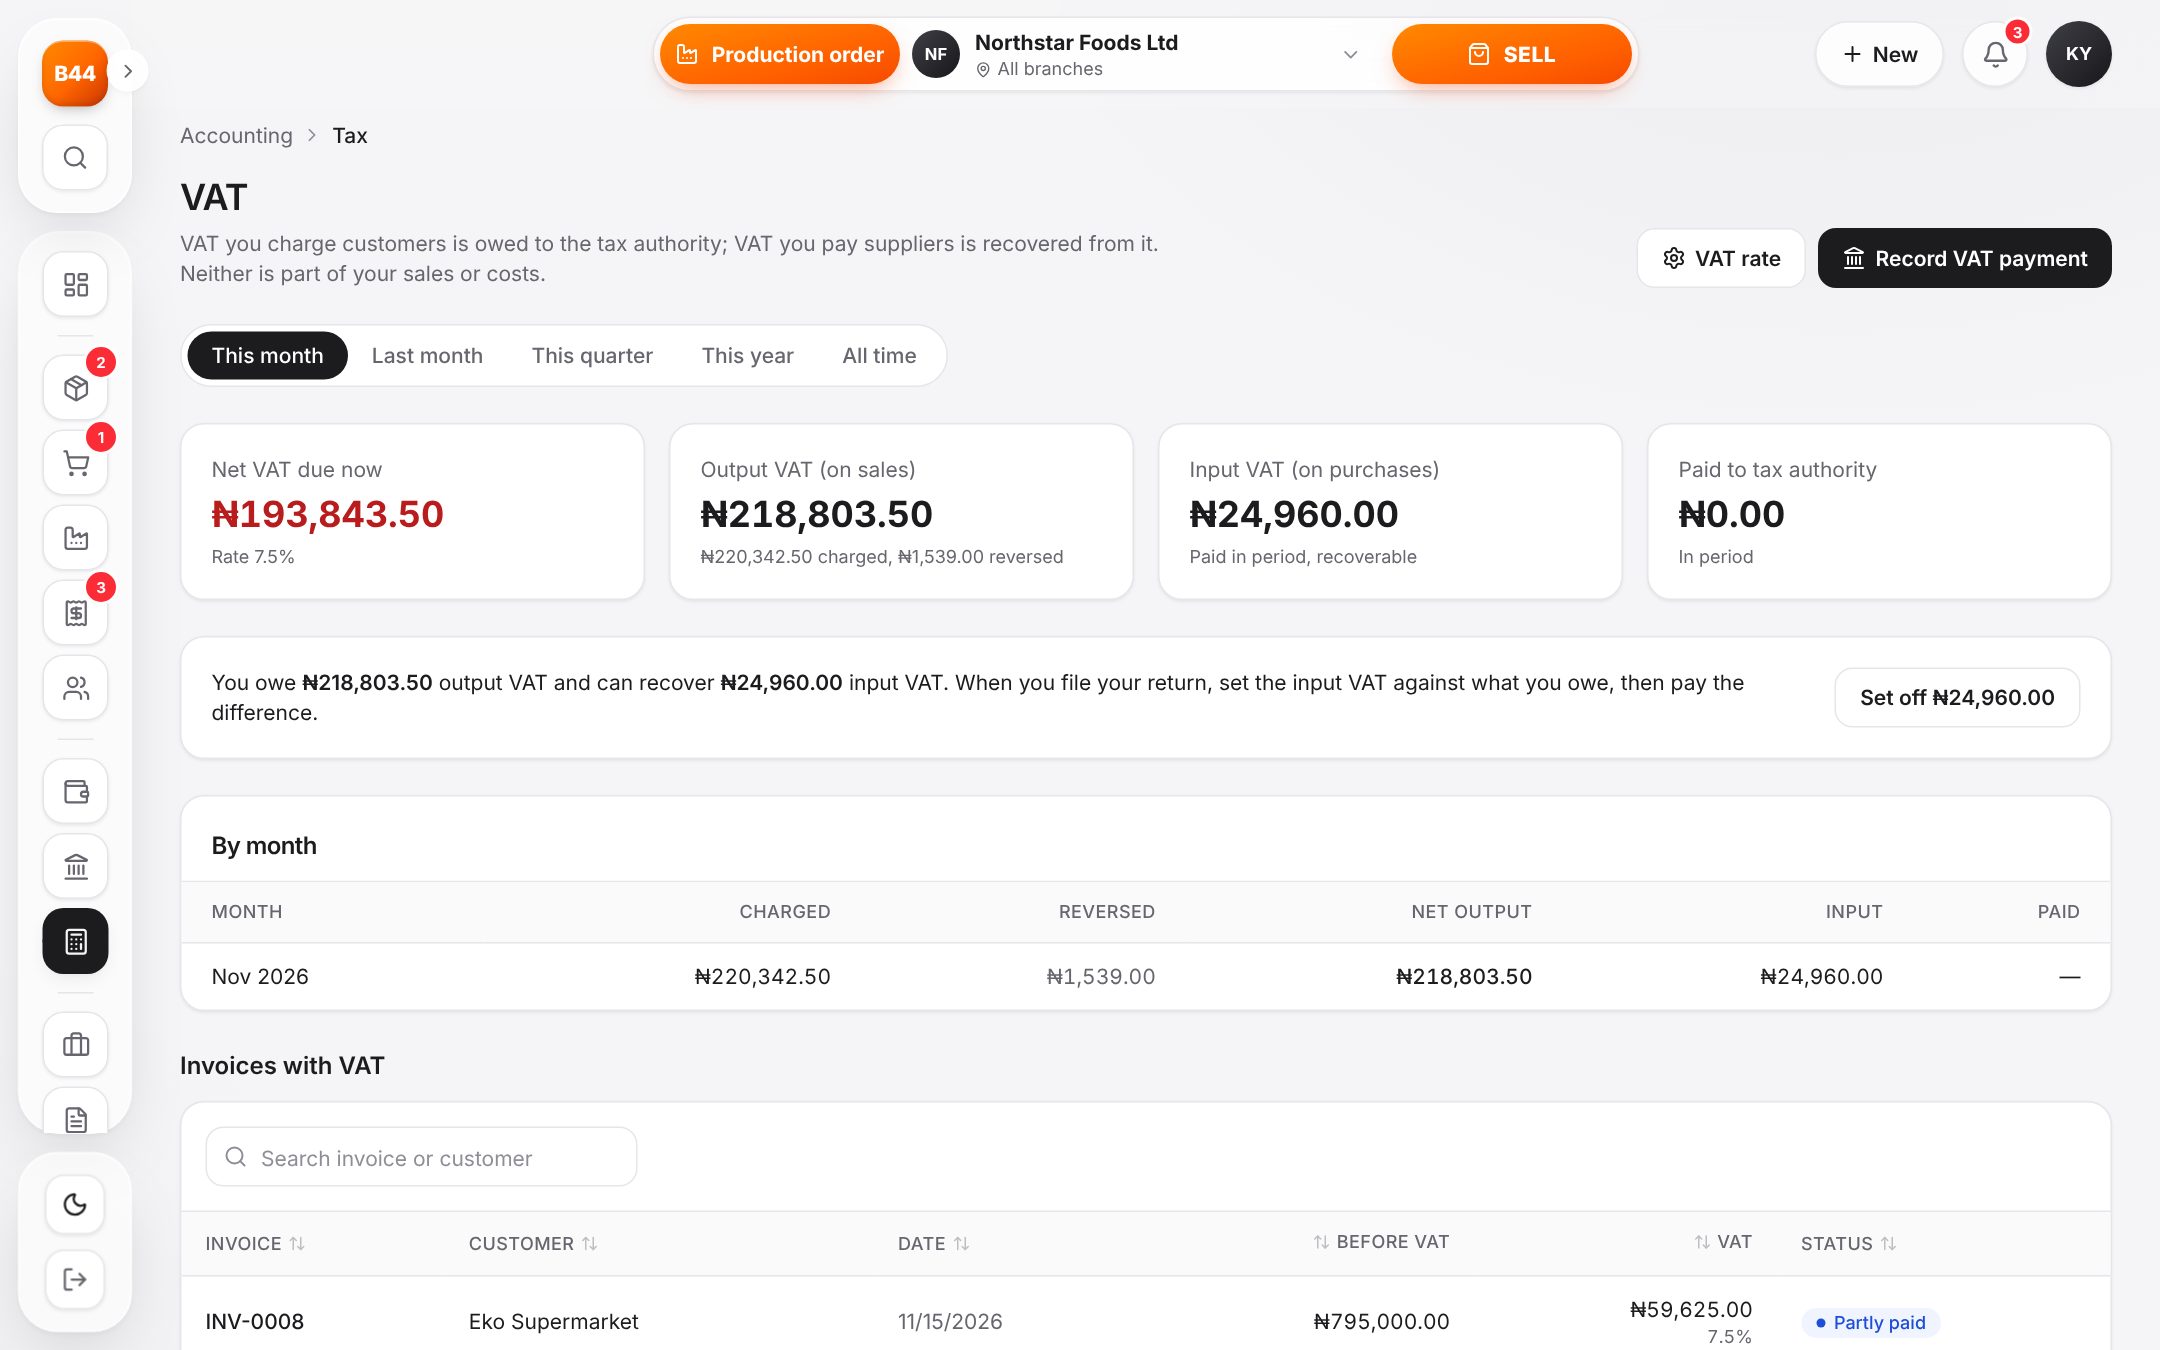 B44
Production order
NF
Northstar Foods Ltd
All branches
SELL
New
3
KY
Accounting
Tax
VAT
VAT you charge customers is owed to the tax authority; VAT you pay suppliers is recovered from it.
Neither is part of your sales or costs.
VAT rate
Record VAT payment
2
1
3
This month
Last month
This quarter
This year
All time
Net VAT due now
₦193,843.50
Rate 7.5%
Output VAT (on sales)
₦218,803.50
₦220,342.50 charged, ₦1,539.00 reversed
Input VAT (on purchases)
₦24,960.00
Paid in period, recoverable
Paid to tax authority
₦0.00
In period
You owe ₦218,803.50 output VAT and can recover ₦24,960.00 input VAT. When you file your return, set the input VAT against what you owe, then pay the
difference.
Set off ₦24,960.00
By month
MONTH CHARGED REVERSED NET OUTPUT INPUT PAID
Nov 2026 ₦220,342.50 ₦1,539.00 ₦218,803.50 ₦24,960.00 —
Invoices with VAT
Search invoice or customer
INVOICE CUSTOMER DATE BEFORE VAT VAT STATUS
INV-0008 Eko Supermarket 11/15/2026 ₦795,000.00 ₦59,625.00 Partly paid
7.5%